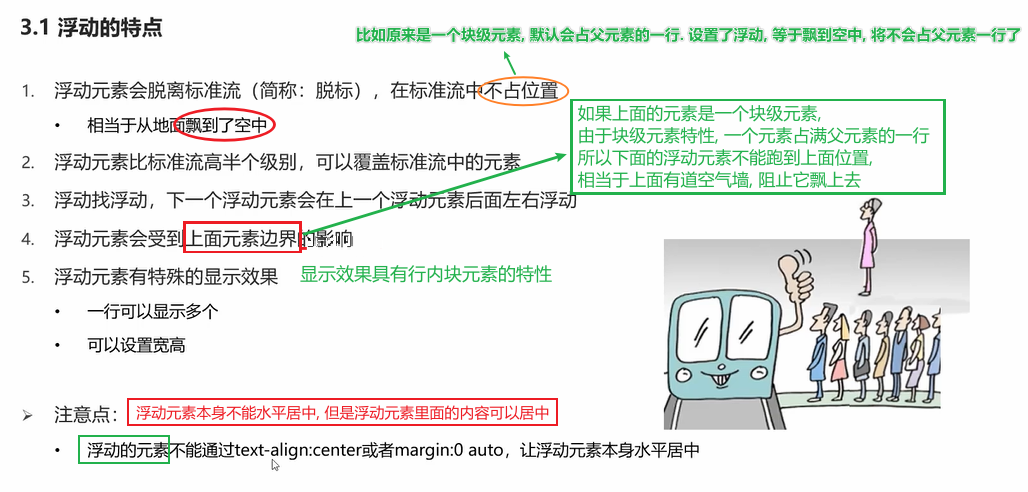 3.1 浮动的特点
比如原来是一个块级元素, 默认会占父元素的一行. 设置了浮动, 等于飘到空中, 将不会占父元素一行了
1. 浮动元素会脱离标准流（简称：脱标），在标准流中不占位置
• 相当于从地面飘到了空中
如果上面的元素是一个块级元素,
由于块级元素特性, 一个元素占满父元素的一行
所以下面的浮动元素不能跑到上面位置,
相当于上面有道空气墙, 阻止它飘上去
2. 浮动元素比标准流高半个级别，可以覆盖标准流中的元素
3. 浮动找浮动，下一个浮动元素会在上一个浮动元素后面左右浮动
4. 浮动元素会受到上面元素边界的影响
5. 浮动元素有特殊的显示效果 显示效果具有行内块元素的特性
• 一行可以显示多个
• 可以设置宽高
➢ 注意点： 浮动元素本身不能水平居中, 但是浮动元素里面的内容可以居中
• 浮动的元素不能通过text-align:center或者margin:0 auto，让浮动元素本身水平居中